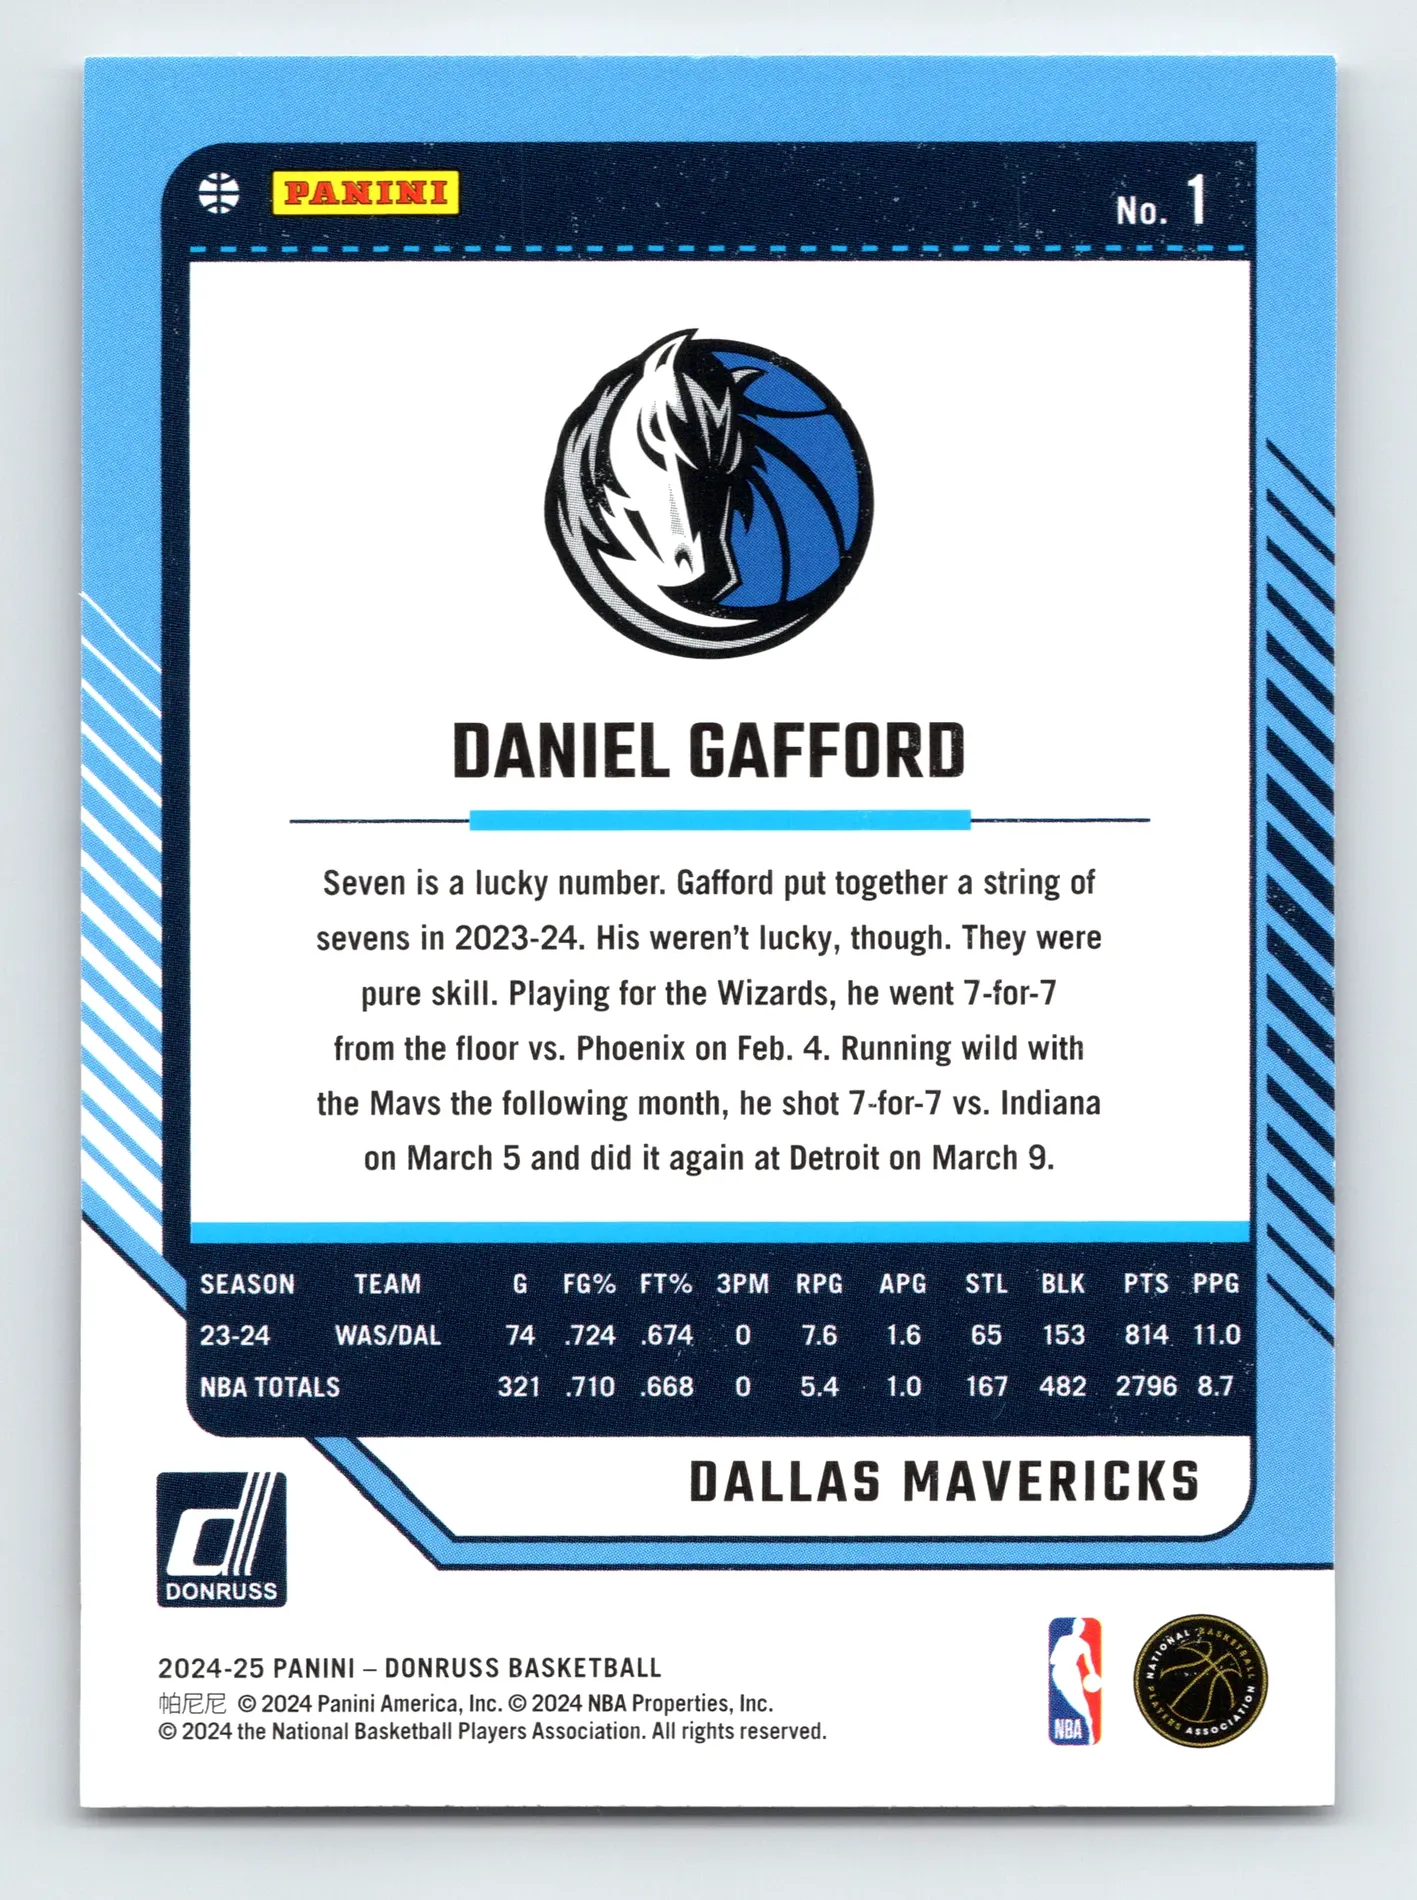 PANINI
No. 1
DANIEL GAFFORD
Seven is a lucky number. Gafford put together a string of
sevens in 2023-24. His weren't lucky, though. They were
pure skill. Playing for the Wizards, he went 7-for-7
from the floor vs. Phoenix on Feb. 4. Running wild with
the Mavs the following month, he shot 7-for-7 vs. Indiana
on March 5 and did it again at Detroit on March 9.
SEASON TEAM G FG% FT% 3PM RPG APG STL BLK PTS PPG
23-24 WAS/DAL 74 .724 .674 0 7.6 1.6 65 153 814 11.0
NBA TOTALS 321 .710 .668 0 5.4 1.0 167 482 2796 8.7
DALLAS MAVERICKS
d
DONRUSS
2024-25 PANINI – DONRUSS BASKETBALL
帕尼尼 © 2024 Panini America, Inc. © 2024 NBA Properties, Inc.
© 2024 the National Basketball Players Association. All rights reserved.
NBA
NATIONAL BASKETBALL PLAYERS ASSOCIATION